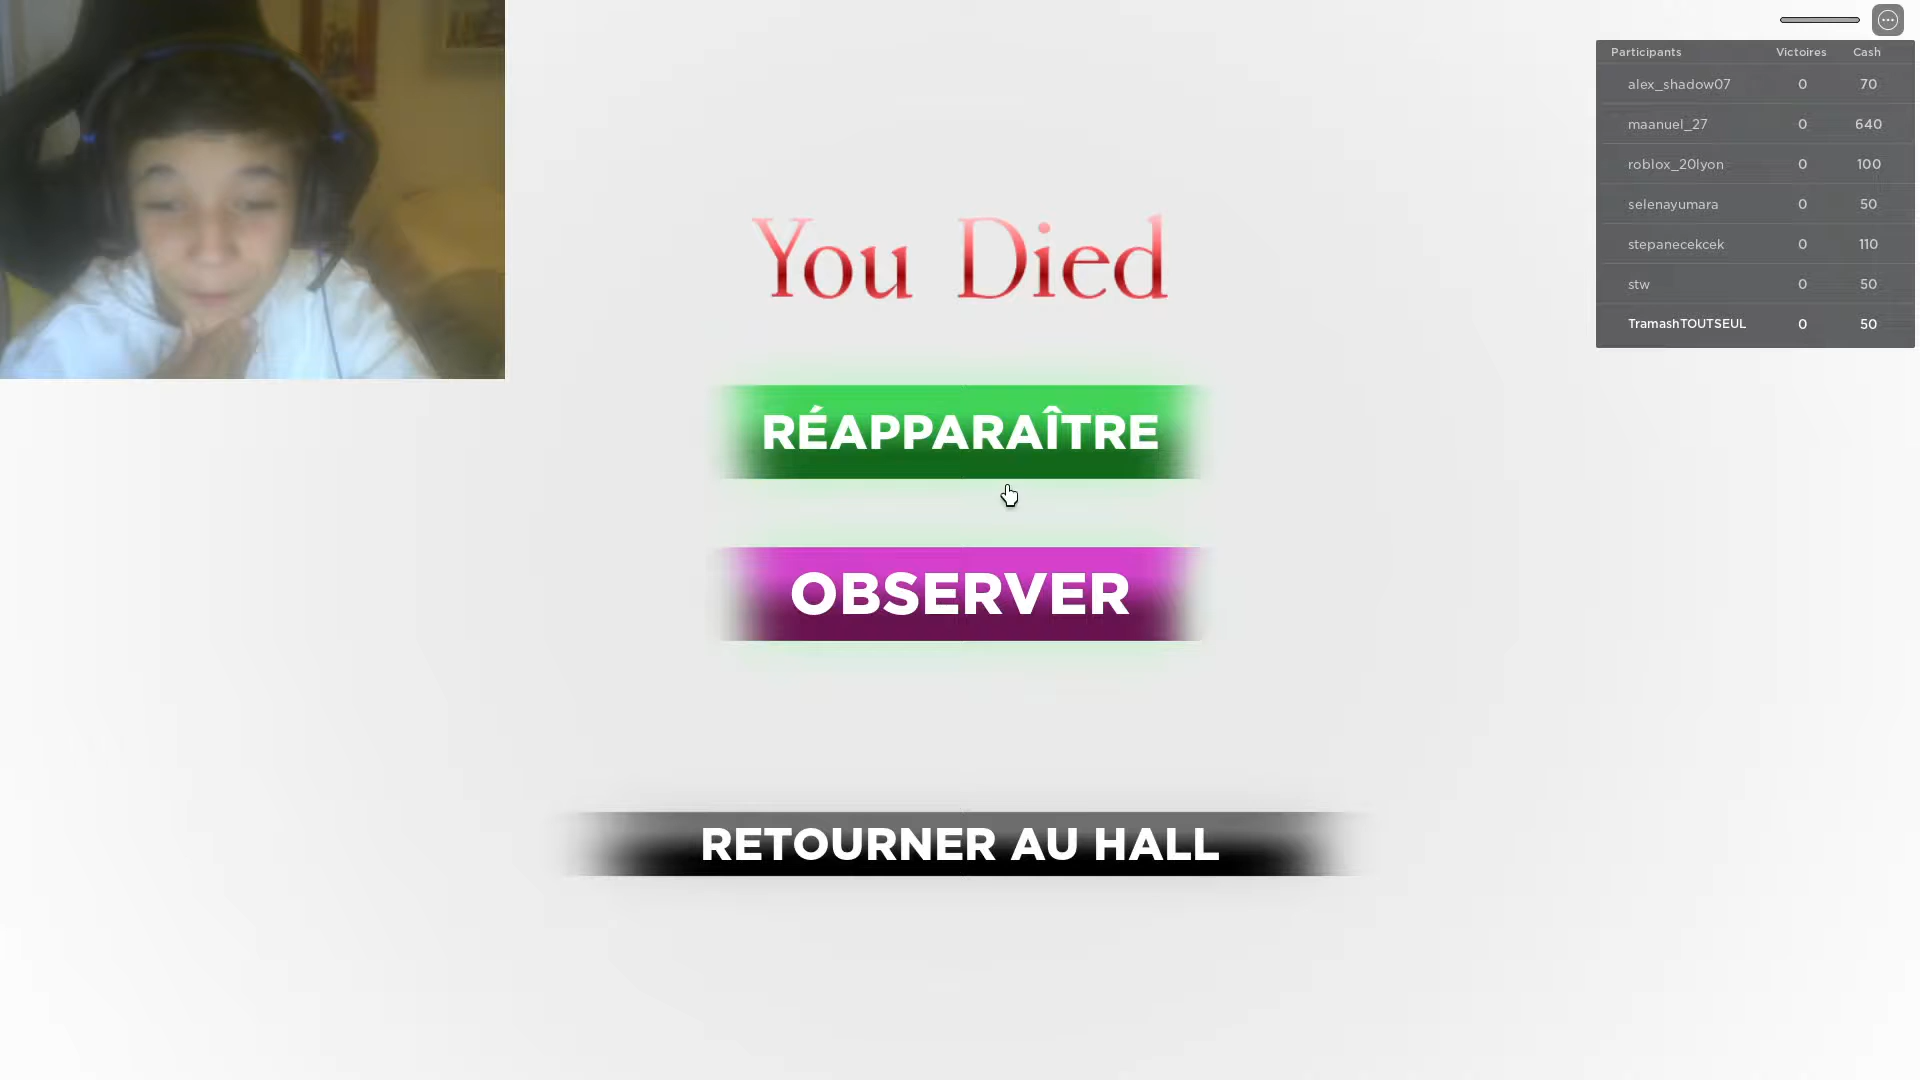 Participants Victoires Cash
alex_shadow07 0 70
maanuel_27 0 640
roblox_20lyon 0 100
selenayumara 0 50
stepanecekcek 0 110
stw 0 50
TramashTOUTSEUL 0 50
You Died
RÉAPPARAÎTRE
OBSERVER
RETOURNER AU HALL